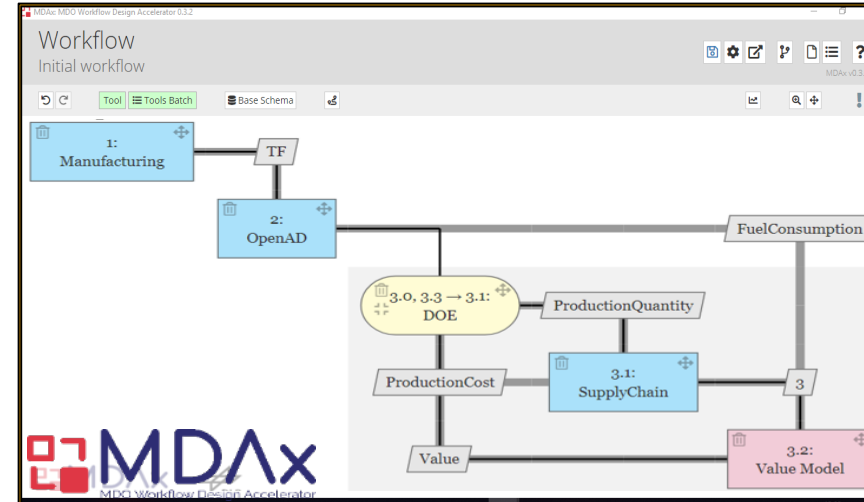 MDAx: MDO Workflow Design Accelerator 0.3.2
Workflow
Initial workflow
MDAx v0.3.
Tool
Tools Batch
Base Schema
1:
Manufacturing
TF
2:
OpenAD
FuelConsumption
3.0, 3.3 → 3.1:
DOE
ProductionQuantity
ProductionCost
3.1:
SupplyChain
3
Value
3.2:
Value Model
MDAx
MDO Workflow Design Accelerator